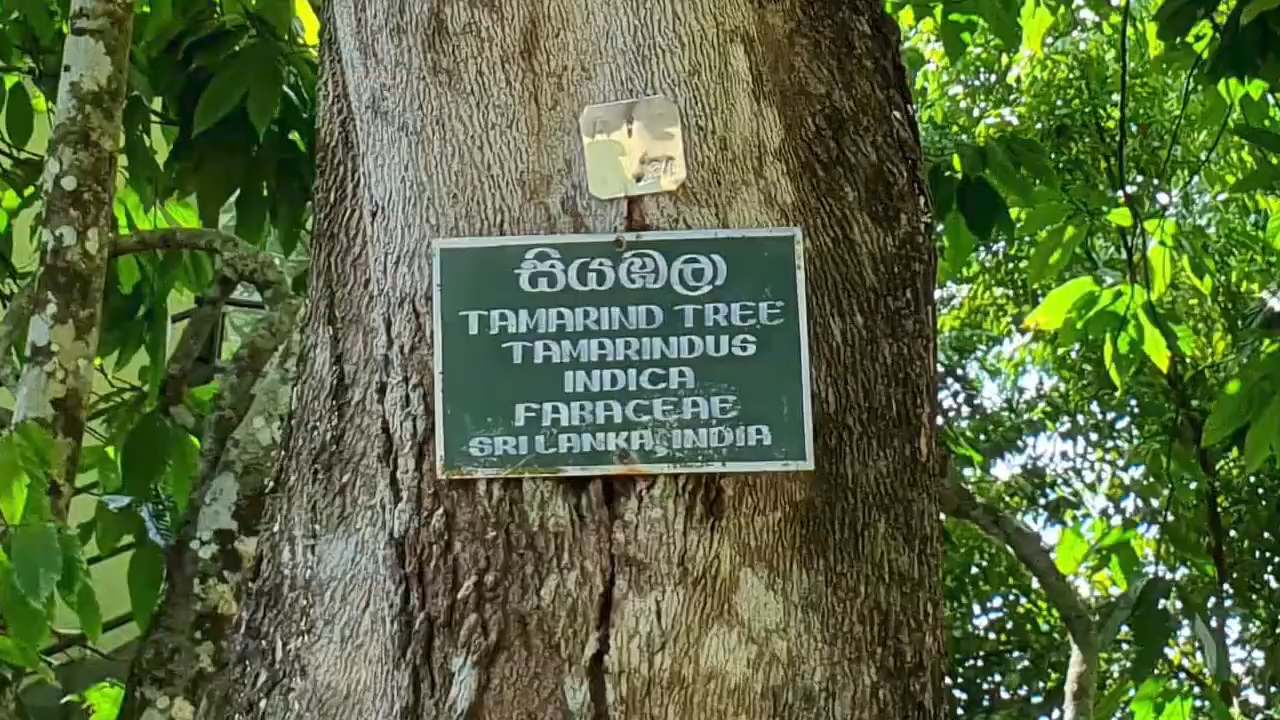 සියඹලා
TAMARIND TREE
TAMARINDUS
INDICA
FABACEAE
SRI LANKA, INDIA